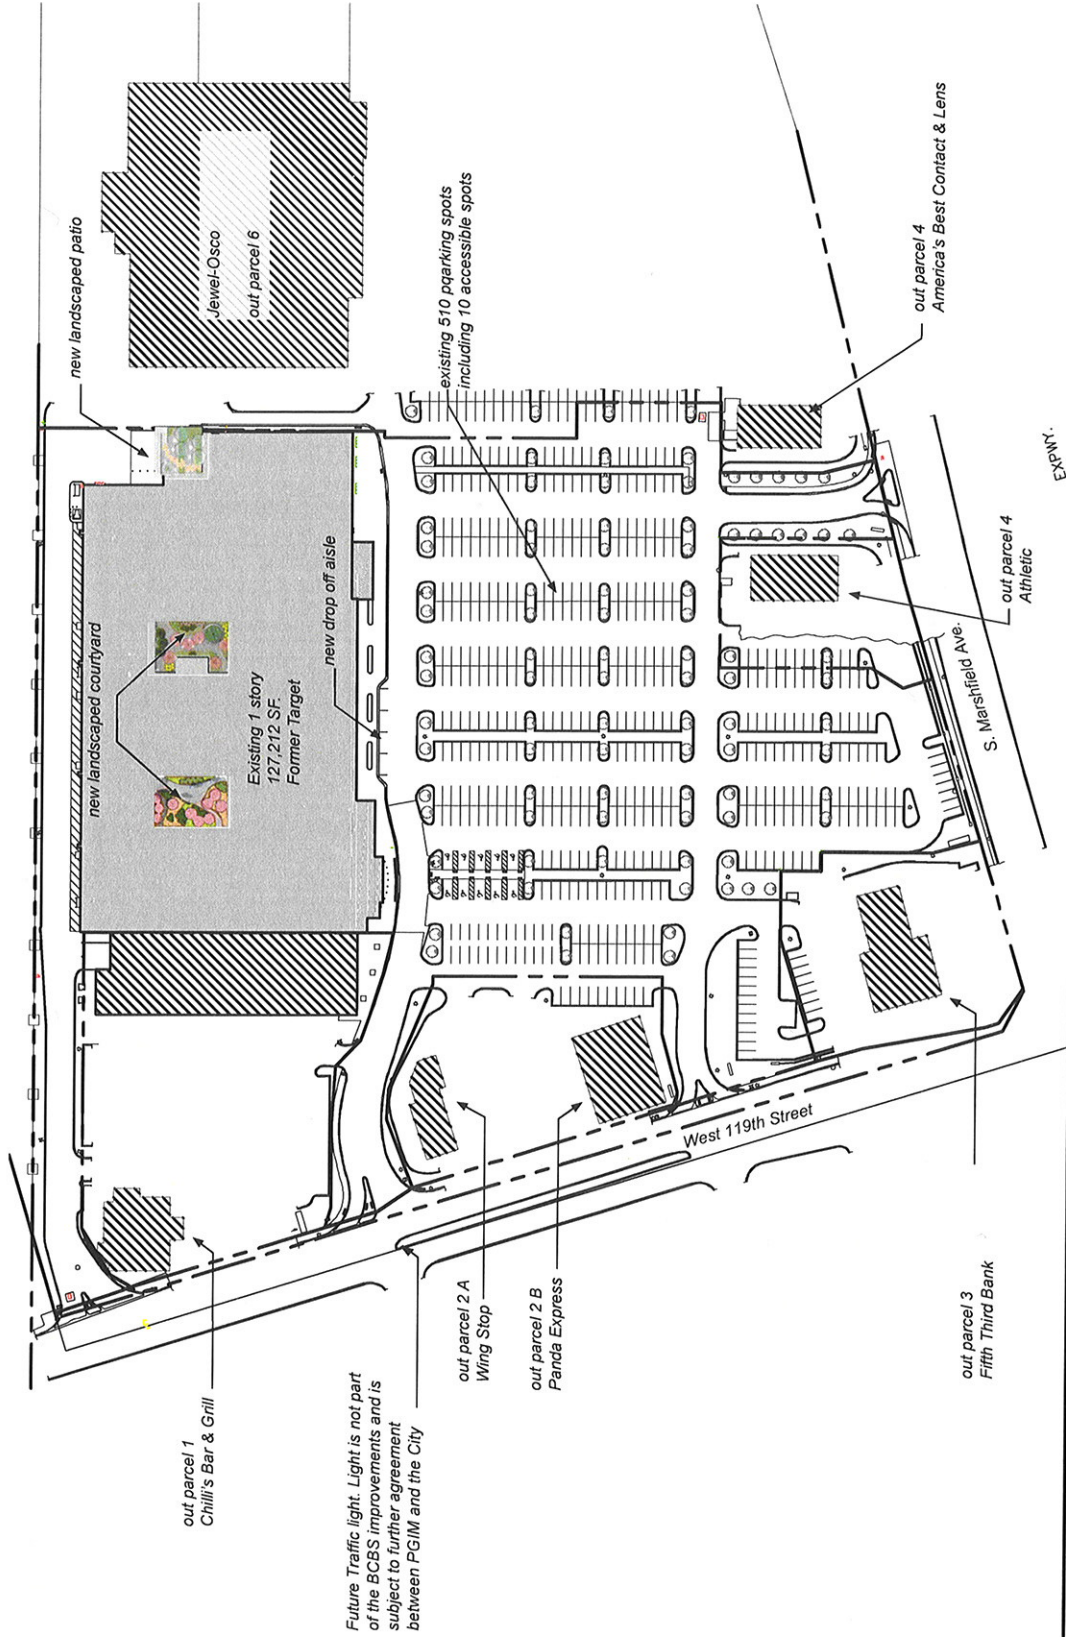 Jewel-Osco
out parcel 6
new landscaped patio
existing 510 pqarking spots
including 10 accessible spots
out parcel 4
America's Best Contact & Lens
EXPWY.
out parcel 4
Athletic
S. Marshfield Ave.
new landscaped courtyard
new drop off aisle
Existing 1 story
127,212 SF.
Former Target
West 119th Street
out parcel 1
Chilli's Bar & Grill
Future Traffic light. Light is not part
of the BCBS improvements and is
subject to further agreement
between PGIM and the City
out parcel 2 A
Wing Stop
out parcel 2 B
Panda Express
out parcel 3
Fifth Third Bank